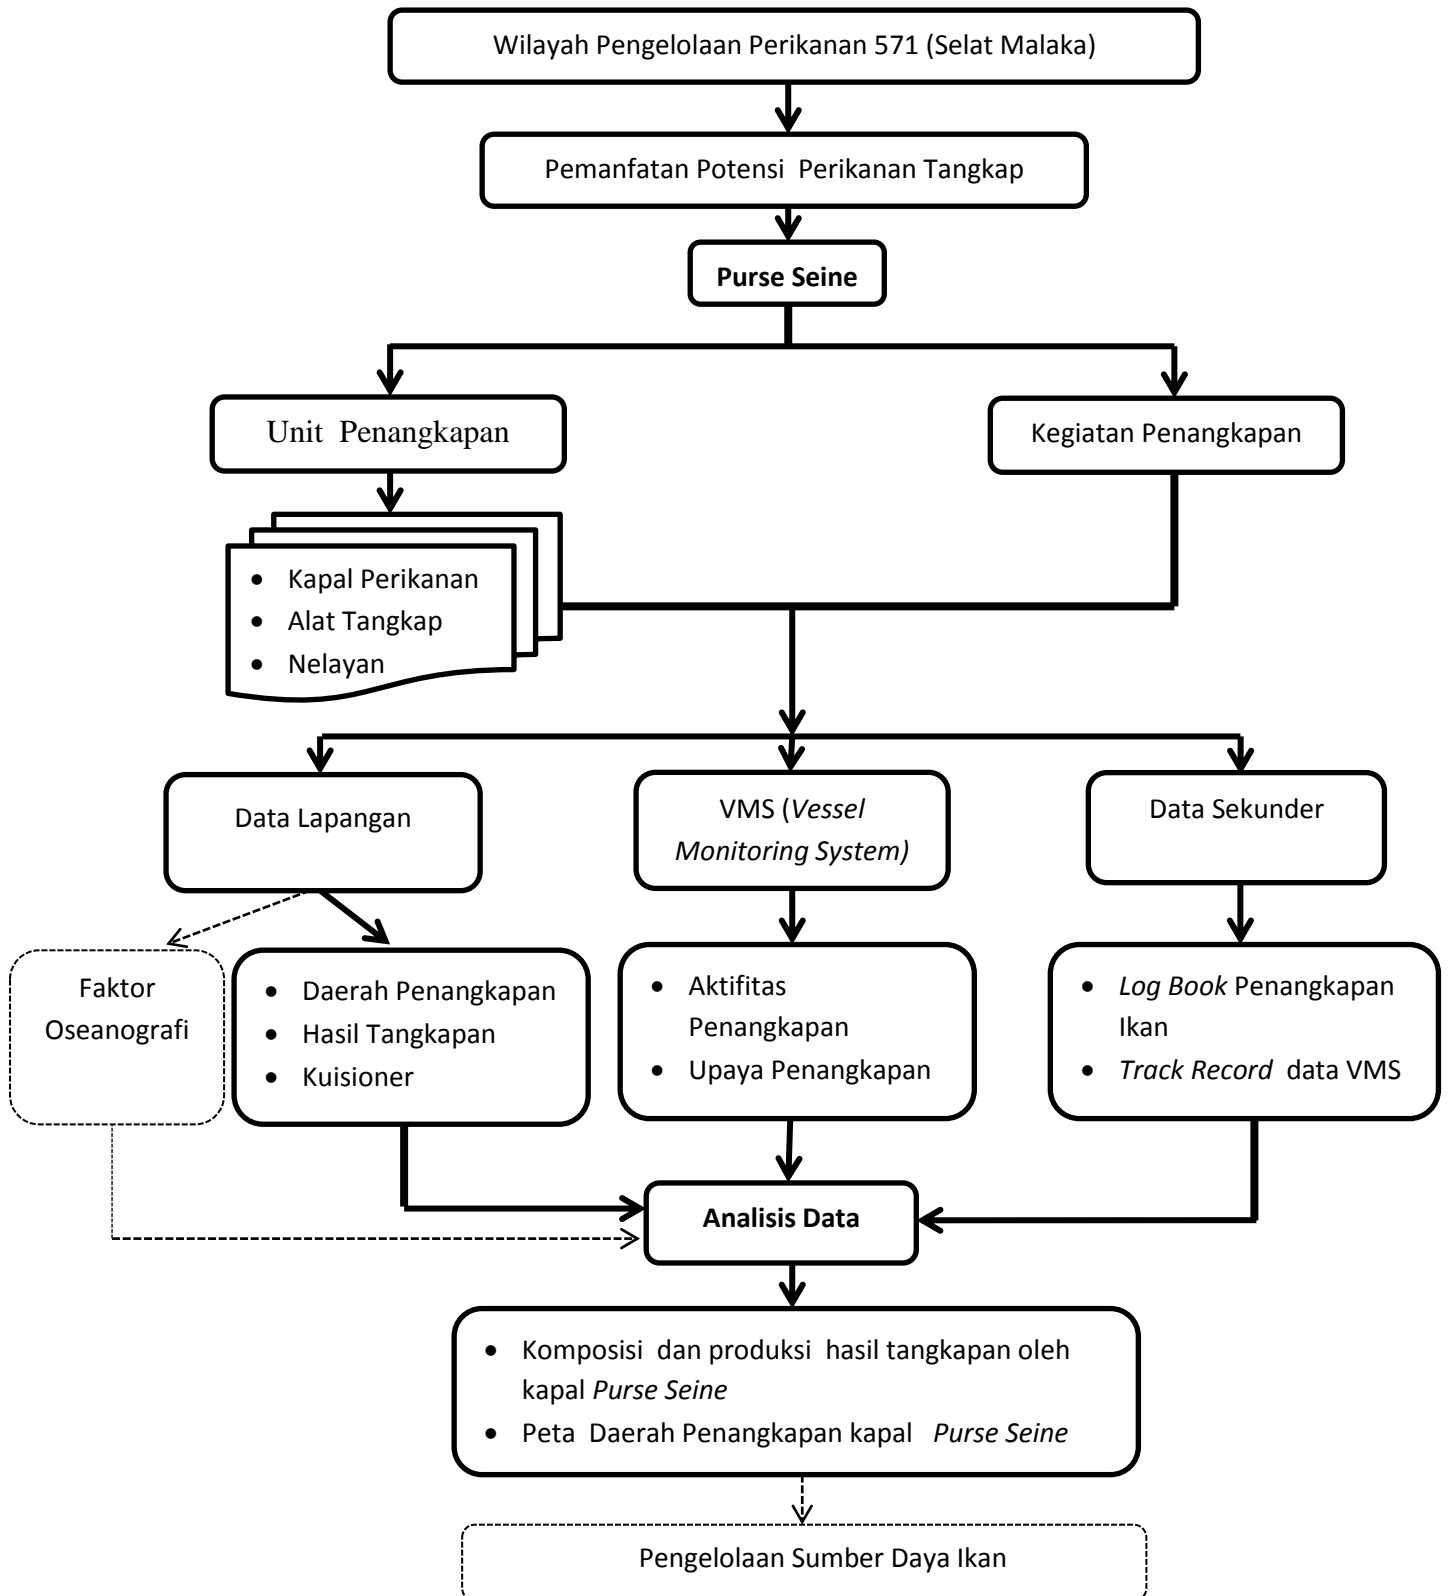 Wilayah Pengelolaan Perikanan 571 (Selat Malaka)
Pemanfatan Potensi Perikanan Tangkap
Purse Seine
Unit Penangkapan
Kegiatan Penangkapan
• Kapal Perikanan
• Alat Tangkap
• Nelayan
Data Lapangan
VMS (Vessel
Monitoring System)
Data Sekunder
Faktor
Oseanografi
• Daerah Penangkapan
• Hasil Tangkapan
• Kuisioner
• Aktifitas
Penangkapan
• Upaya Penangkapan
• Log Book Penangkapan
Ikan
• Track Record data VMS
Analisis Data
• Komposisi dan produksi hasil tangkapan oleh
kapal Purse Seine
• Peta Daerah Penangkapan kapal Purse Seine
Pengelolaan Sumber Daya Ikan